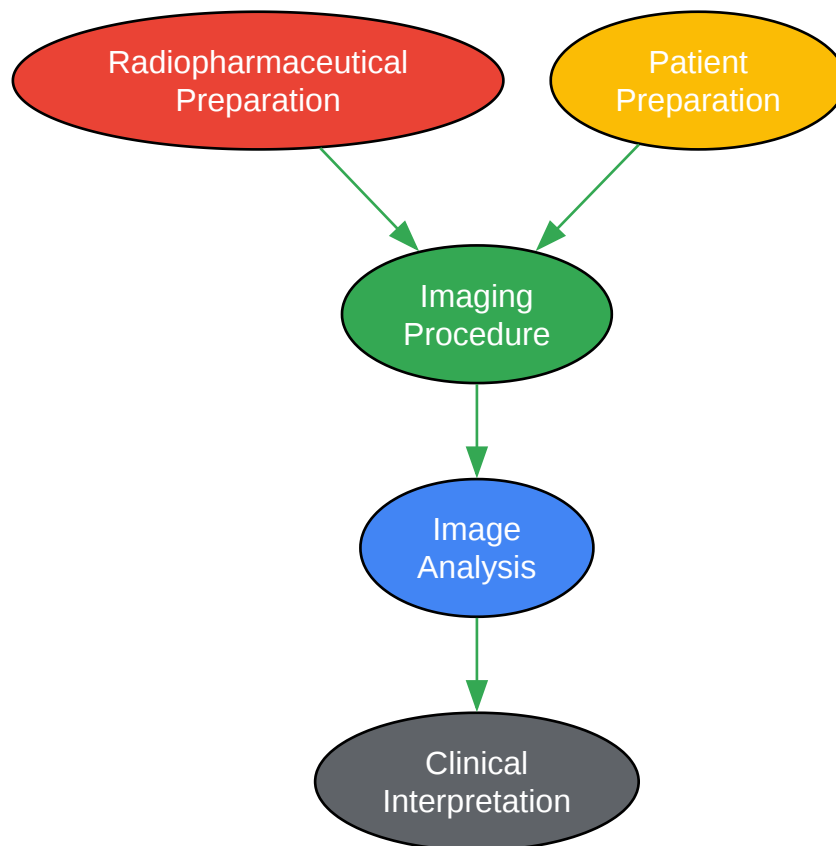 Radiopharmaceutical
Preparation
Patient
Preparation
Imaging
Procedure
Image
Analysis
Clinical
Interpretation